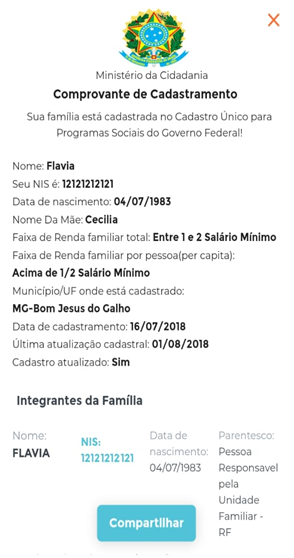 Ministério da Cidadania
Comprovante de Cadastramento
Sua família está cadastrada no Cadastro Único para
Programas Sociais do Governo Federal!
Nome: Flavia
Seu NIS é: 12121212121
Data de nascimento: 04/07/1983
Nome Da Mãe: Cecilia
Faixa de Renda familiar total: Entre 1 e 2 Salário Mínimo
Faixa de Renda familiar por pessoa(per capita):
Acima de 1/2 Salário Mínimo
Município/UF onde está cadastrado:
MG-Bom Jesus do Galho
Data de cadastramento: 16/07/2018
Última atualização cadastral: 01/08/2018
Cadastro atualizado: Sim
Integrantes da Família
Nome:
FLAVIA
NIS:
12121212121
Data de
nascimento:
04/07/1983
Parentesco:
Pessoa
Responsavel
pela
Unidade
Familiar -
RF
Compartilhar